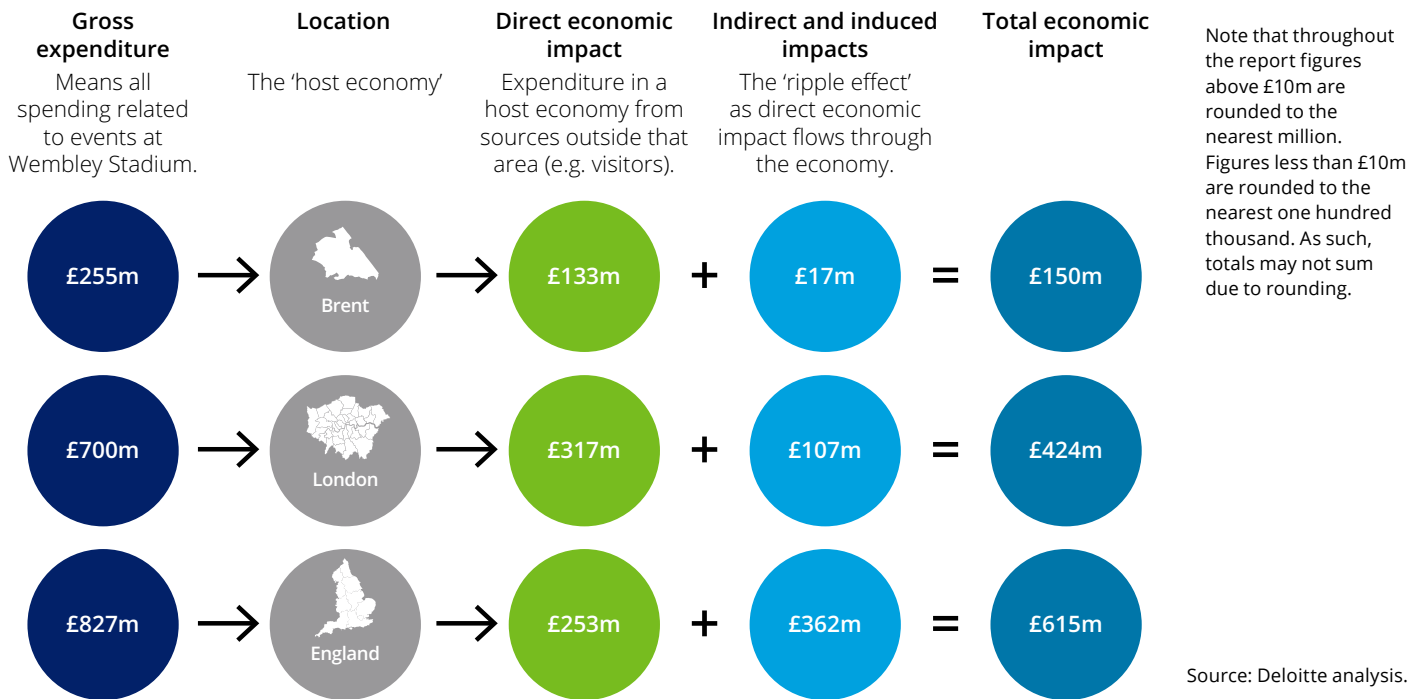 Gross
expenditure
Means all
spending related
to events at
Wembley Stadium.
Location
The ‘host economy’
Direct economic
impact
Expenditure in a
host economy from
sources outside that
area (e.g. visitors).
Indirect and induced
impacts
The ‘ripple effect’
as direct economic
impact flows through
the economy.
Total economic
impact
Note that throughout
the report figures
above £10m are
rounded to the
nearest million.
Figures less than £10m
are rounded to the
nearest one hundred
thousand. As such,
totals may not sum
due to rounding.
£255m
Brent
£133m
+
£17m
=
£150m
£700m
London
£317m
+
£107m
=
£424m
£827m
England
£253m
+
£362m
=
£615m
Source: Deloitte analysis.